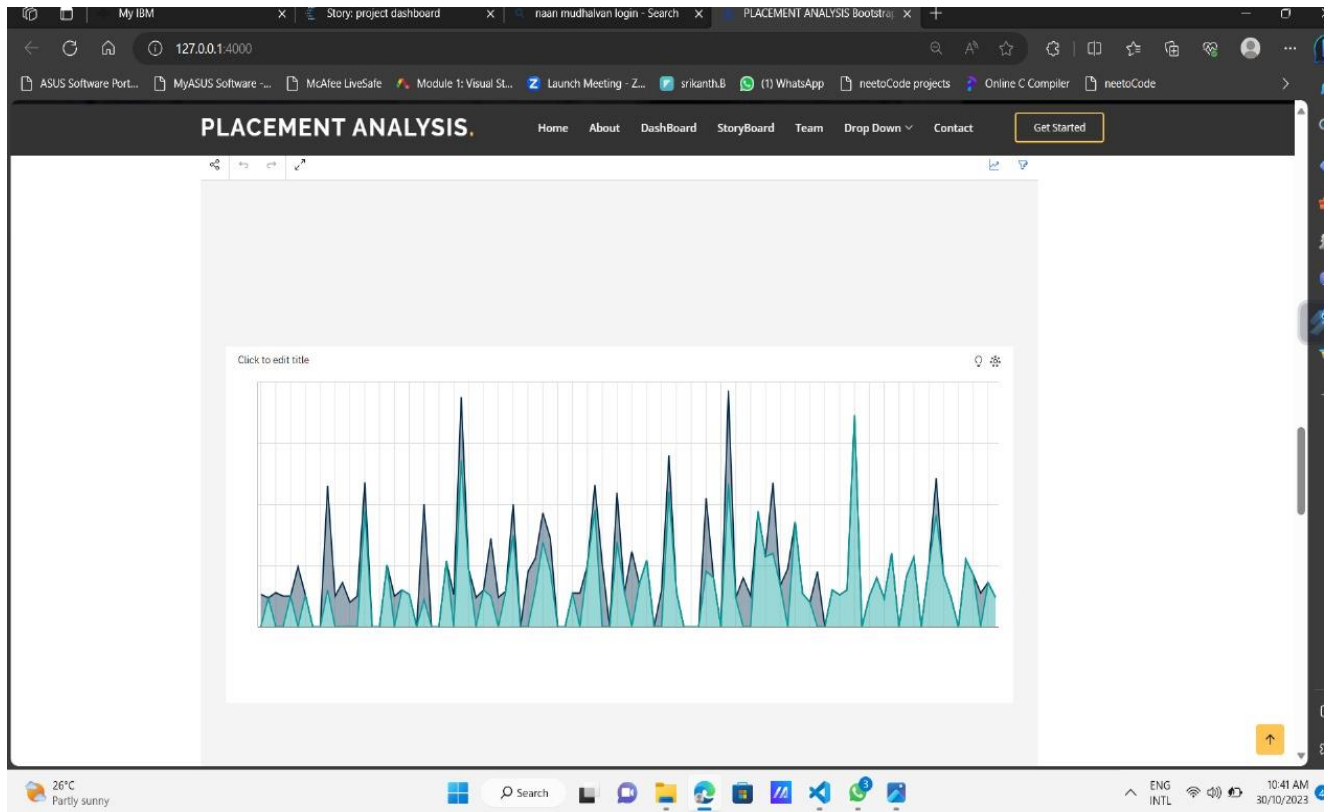 My IBM
Story: project dashboard
naan mudhalvan login - Search
PLACEMENT ANALYSIS Bootstrap
127.0.0.1:4000
ASUS Software Port...
MyASUS Software -...
McAfee LiveSafe
Module 1: Visual St...
Launch Meeting - Z...
srikanth.B
(1) WhatsApp
neetoCode projects
Online C Compiler
neetoCode
PLACEMENT ANALYSIS.
Home
About
DashBoard
StoryBoard
Team
Drop Down
Contact
Get Started
Click to edit title
26°C
Partly sunny
Search
3
ENG
INTL
10:41 AM
30/10/2023